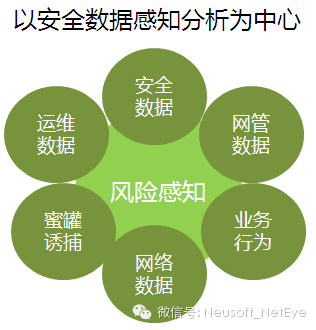 以安全数据感知分析为中心
安全
数据
运维
数据
网管
数据
风险感知
蜜罐
诱捕
业务
行为
网络
数据
微信号: Neusoft_NetEye